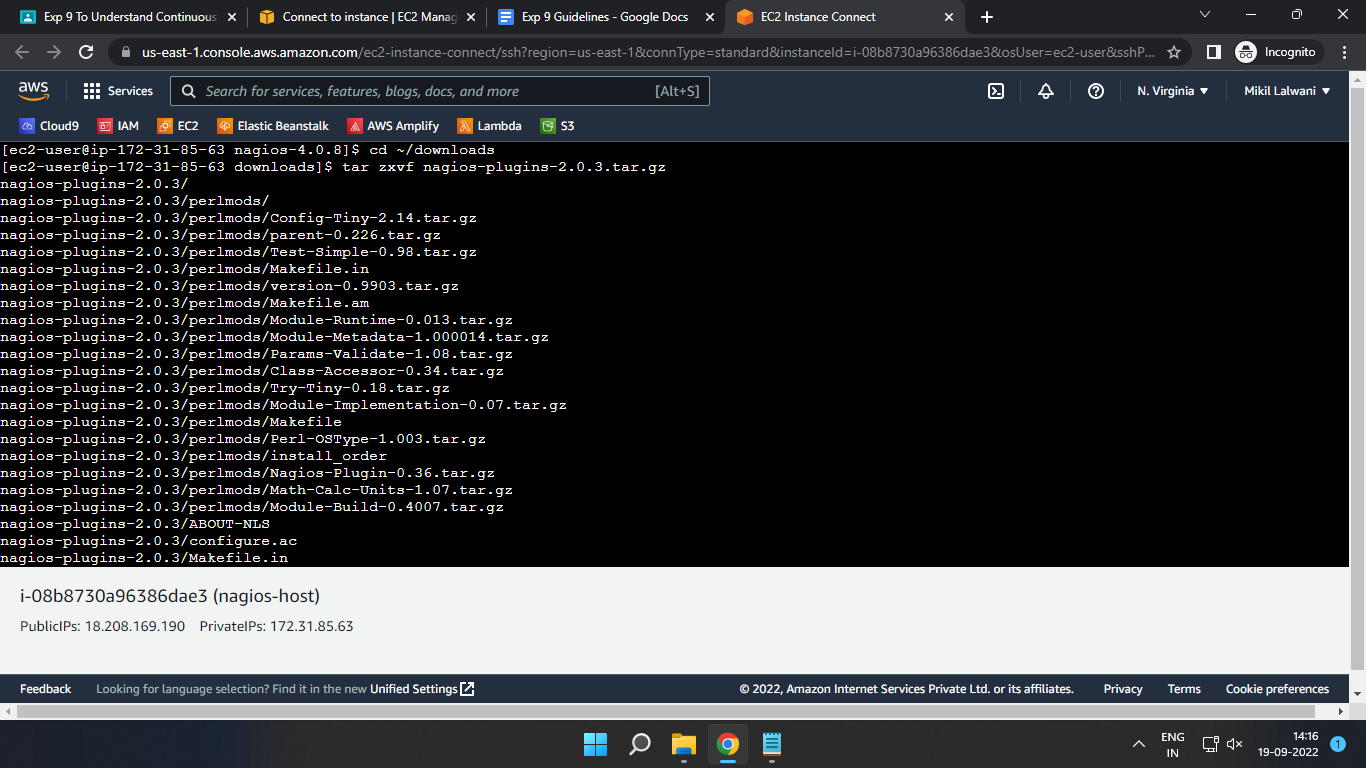 Exp 9 To Understand Continuous
Connect to instance | EC2 Manag
Exp 9 Guidelines - Google Docs
EC2 Instance Connect
us-east-1.console.aws.amazon.com/ec2-instance-connect/ssh?region=us-east-1&connType=standard&instanceId=i-08b8730a96386dae3&osUser=ec2-user&sshP...
Incognito
aws
Services
Search for services, features, blogs, docs, and more
[Alt+S]
N. Virginia
Mikil Lalwani
Cloud9
IAM
EC2
Elastic Beanstalk
AWS Amplify
Lambda
S3
[ec2-user@ip-172-31-85-63 nagios-4.0.8]$ cd ~/downloads
[ec2-user@ip-172-31-85-63 downloads]$ tar zxvf nagios-plugins-2.0.3.tar.gz
nagios-plugins-2.0.3/
nagios-plugins-2.0.3/perlmods/
nagios-plugins-2.0.3/perlmods/Config-Tiny-2.14.tar.gz
nagios-plugins-2.0.3/perlmods/parent-0.226.tar.gz
nagios-plugins-2.0.3/perlmods/Test-Simple-0.98.tar.gz
nagios-plugins-2.0.3/perlmods/Makefile.in
nagios-plugins-2.0.3/perlmods/version-0.9903.tar.gz
nagios-plugins-2.0.3/perlmods/Makefile.am
nagios-plugins-2.0.3/perlmods/Module-Runtime-0.013.tar.gz
nagios-plugins-2.0.3/perlmods/Module-Metadata-1.000014.tar.gz
nagios-plugins-2.0.3/perlmods/Params-Validate-1.08.tar.gz
nagios-plugins-2.0.3/perlmods/Class-Accessor-0.34.tar.gz
nagios-plugins-2.0.3/perlmods/Try-Tiny-0.18.tar.gz
nagios-plugins-2.0.3/perlmods/Module-Implementation-0.07.tar.gz
nagios-plugins-2.0.3/perlmods/Makefile
nagios-plugins-2.0.3/perlmods/Perl-OSType-1.003.tar.gz
nagios-plugins-2.0.3/perlmods/install_order
nagios-plugins-2.0.3/perlmods/Nagios-Plugin-0.36.tar.gz
nagios-plugins-2.0.3/perlmods/Math-Calc-Units-1.07.tar.gz
nagios-plugins-2.0.3/perlmods/Module-Build-0.4007.tar.gz
nagios-plugins-2.0.3/ABOUT-NLS
nagios-plugins-2.0.3/configure.ac
nagios-plugins-2.0.3/Makefile.in
i-08b8730a96386dae3 (nagios-host)
PublicIPs: 18.208.169.190 PrivateIPs: 172.31.85.63
Feedback
Looking for language selection? Find it in the new Unified Settings
© 2022, Amazon Internet Services Private Ltd. or its affiliates.
Privacy
Terms
Cookie preferences
ENG
IN
14:16
19-09-2022
1